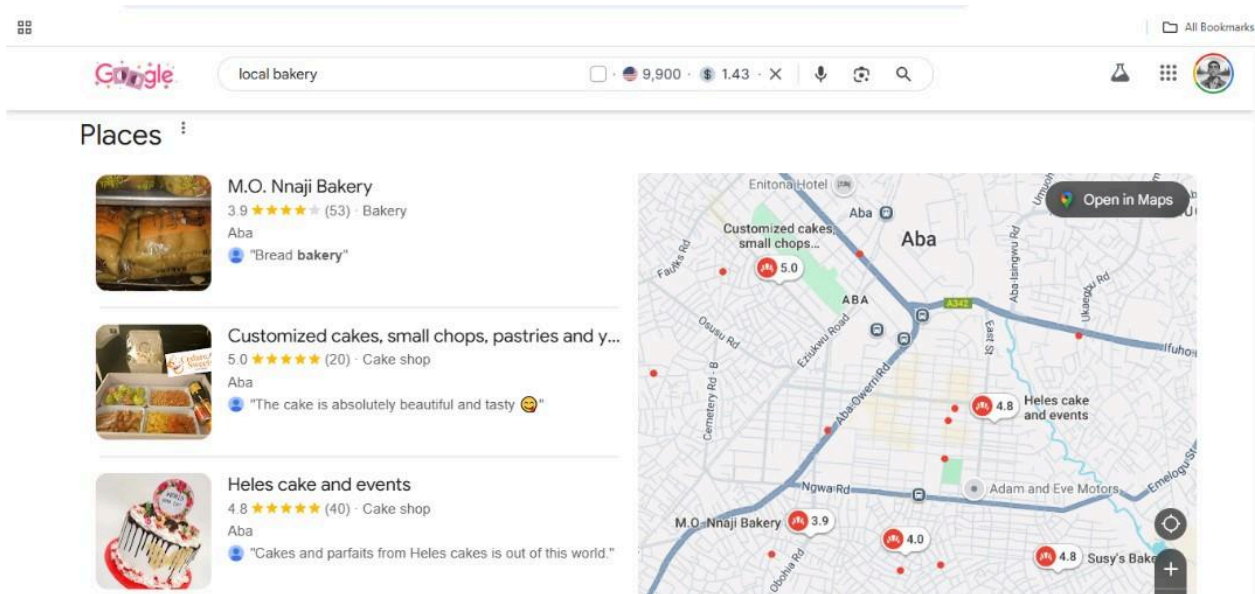 All Bookmarks
Google
local bakery
9,900 · $ 1.43 ·
Places
M.O. Nnaji Bakery
3.9 (53) · Bakery
Aba
"Bread bakery"
Customized cakes, small chops, pastries and y...
5.0 (20) · Cake shop
Aba
"The cake is absolutely beautiful and tasty 😋"
Heles cake and events
4.8 (40) · Cake shop
Aba
"Cakes and parfaits from Heles cakes is out of this world."
Enitona Hotel
Open in Maps
Aba
Customized cakes,
small chops...
Aba
Faulks Rd
5.0
ABA
A342
Aba-Isingwu Rd
Ukaegbu Rd
Osusu Rd
Eziukwu Road
East St
Cemetery Rd - B
Aba-Owerri Rd
4.8
Heles cake
and events
Ngwa Rd
Adam and Eve Motors
M.O. Nnaji Bakery
3.9
4.0
4.8
Susy's Bake
Obohia Rd